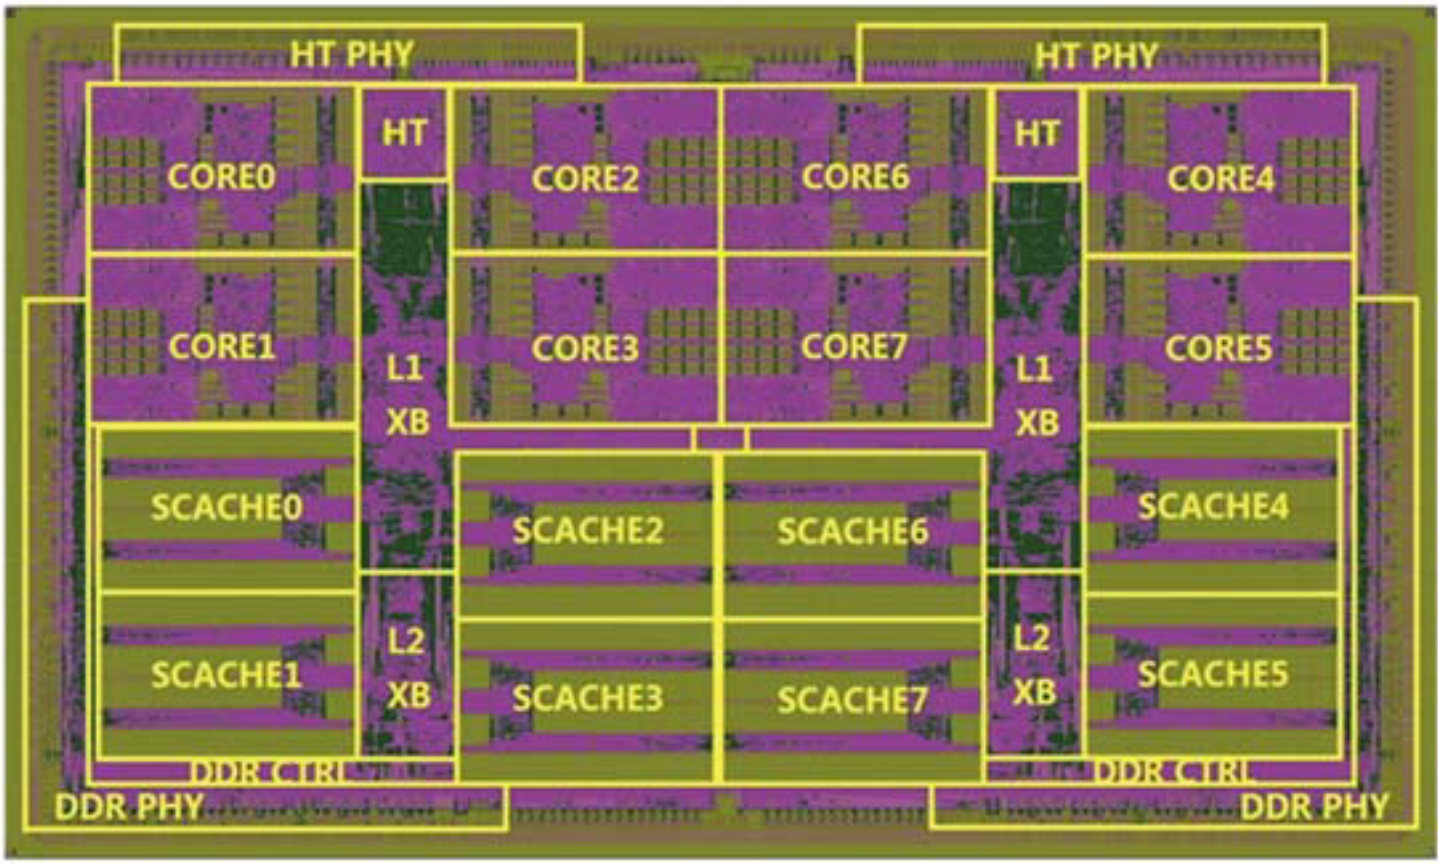 HT PHY
HT PHY
CORE0
HT
CORE2
CORE6
HT
CORE4
CORE1
L1
XB
CORE3
CORE7
L1
XB
CORE5
SCACHE0
SCACHE2
SCACHE6
SCACHE4
SCACHE1
L2
XB
SCACHE3
SCACHE7
L2
XB
SCACHE5
DDR CTRL
DDR CTRL
DDR PHY
DDR PHY